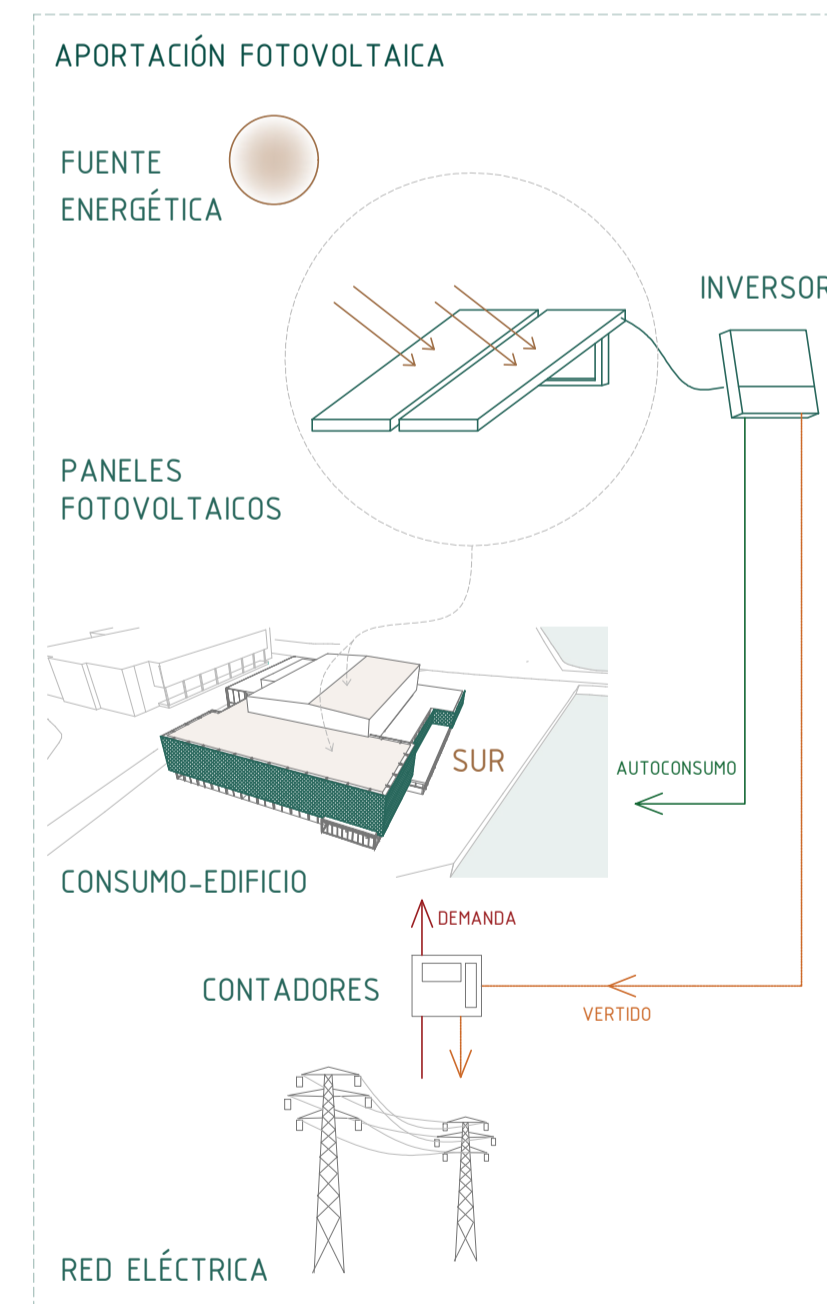 APORTACIÓN FOTOVOLTAICA
FUENTE
ENERGÉTICA
INVERSOR
PANELES
FOTOVOLTAICOS
SUR
AUTOCONSUMO
CONSUMO-EDIFICIO
DEMANDA
CONTADORES
VERTIDO
RED ELÉCTRICA